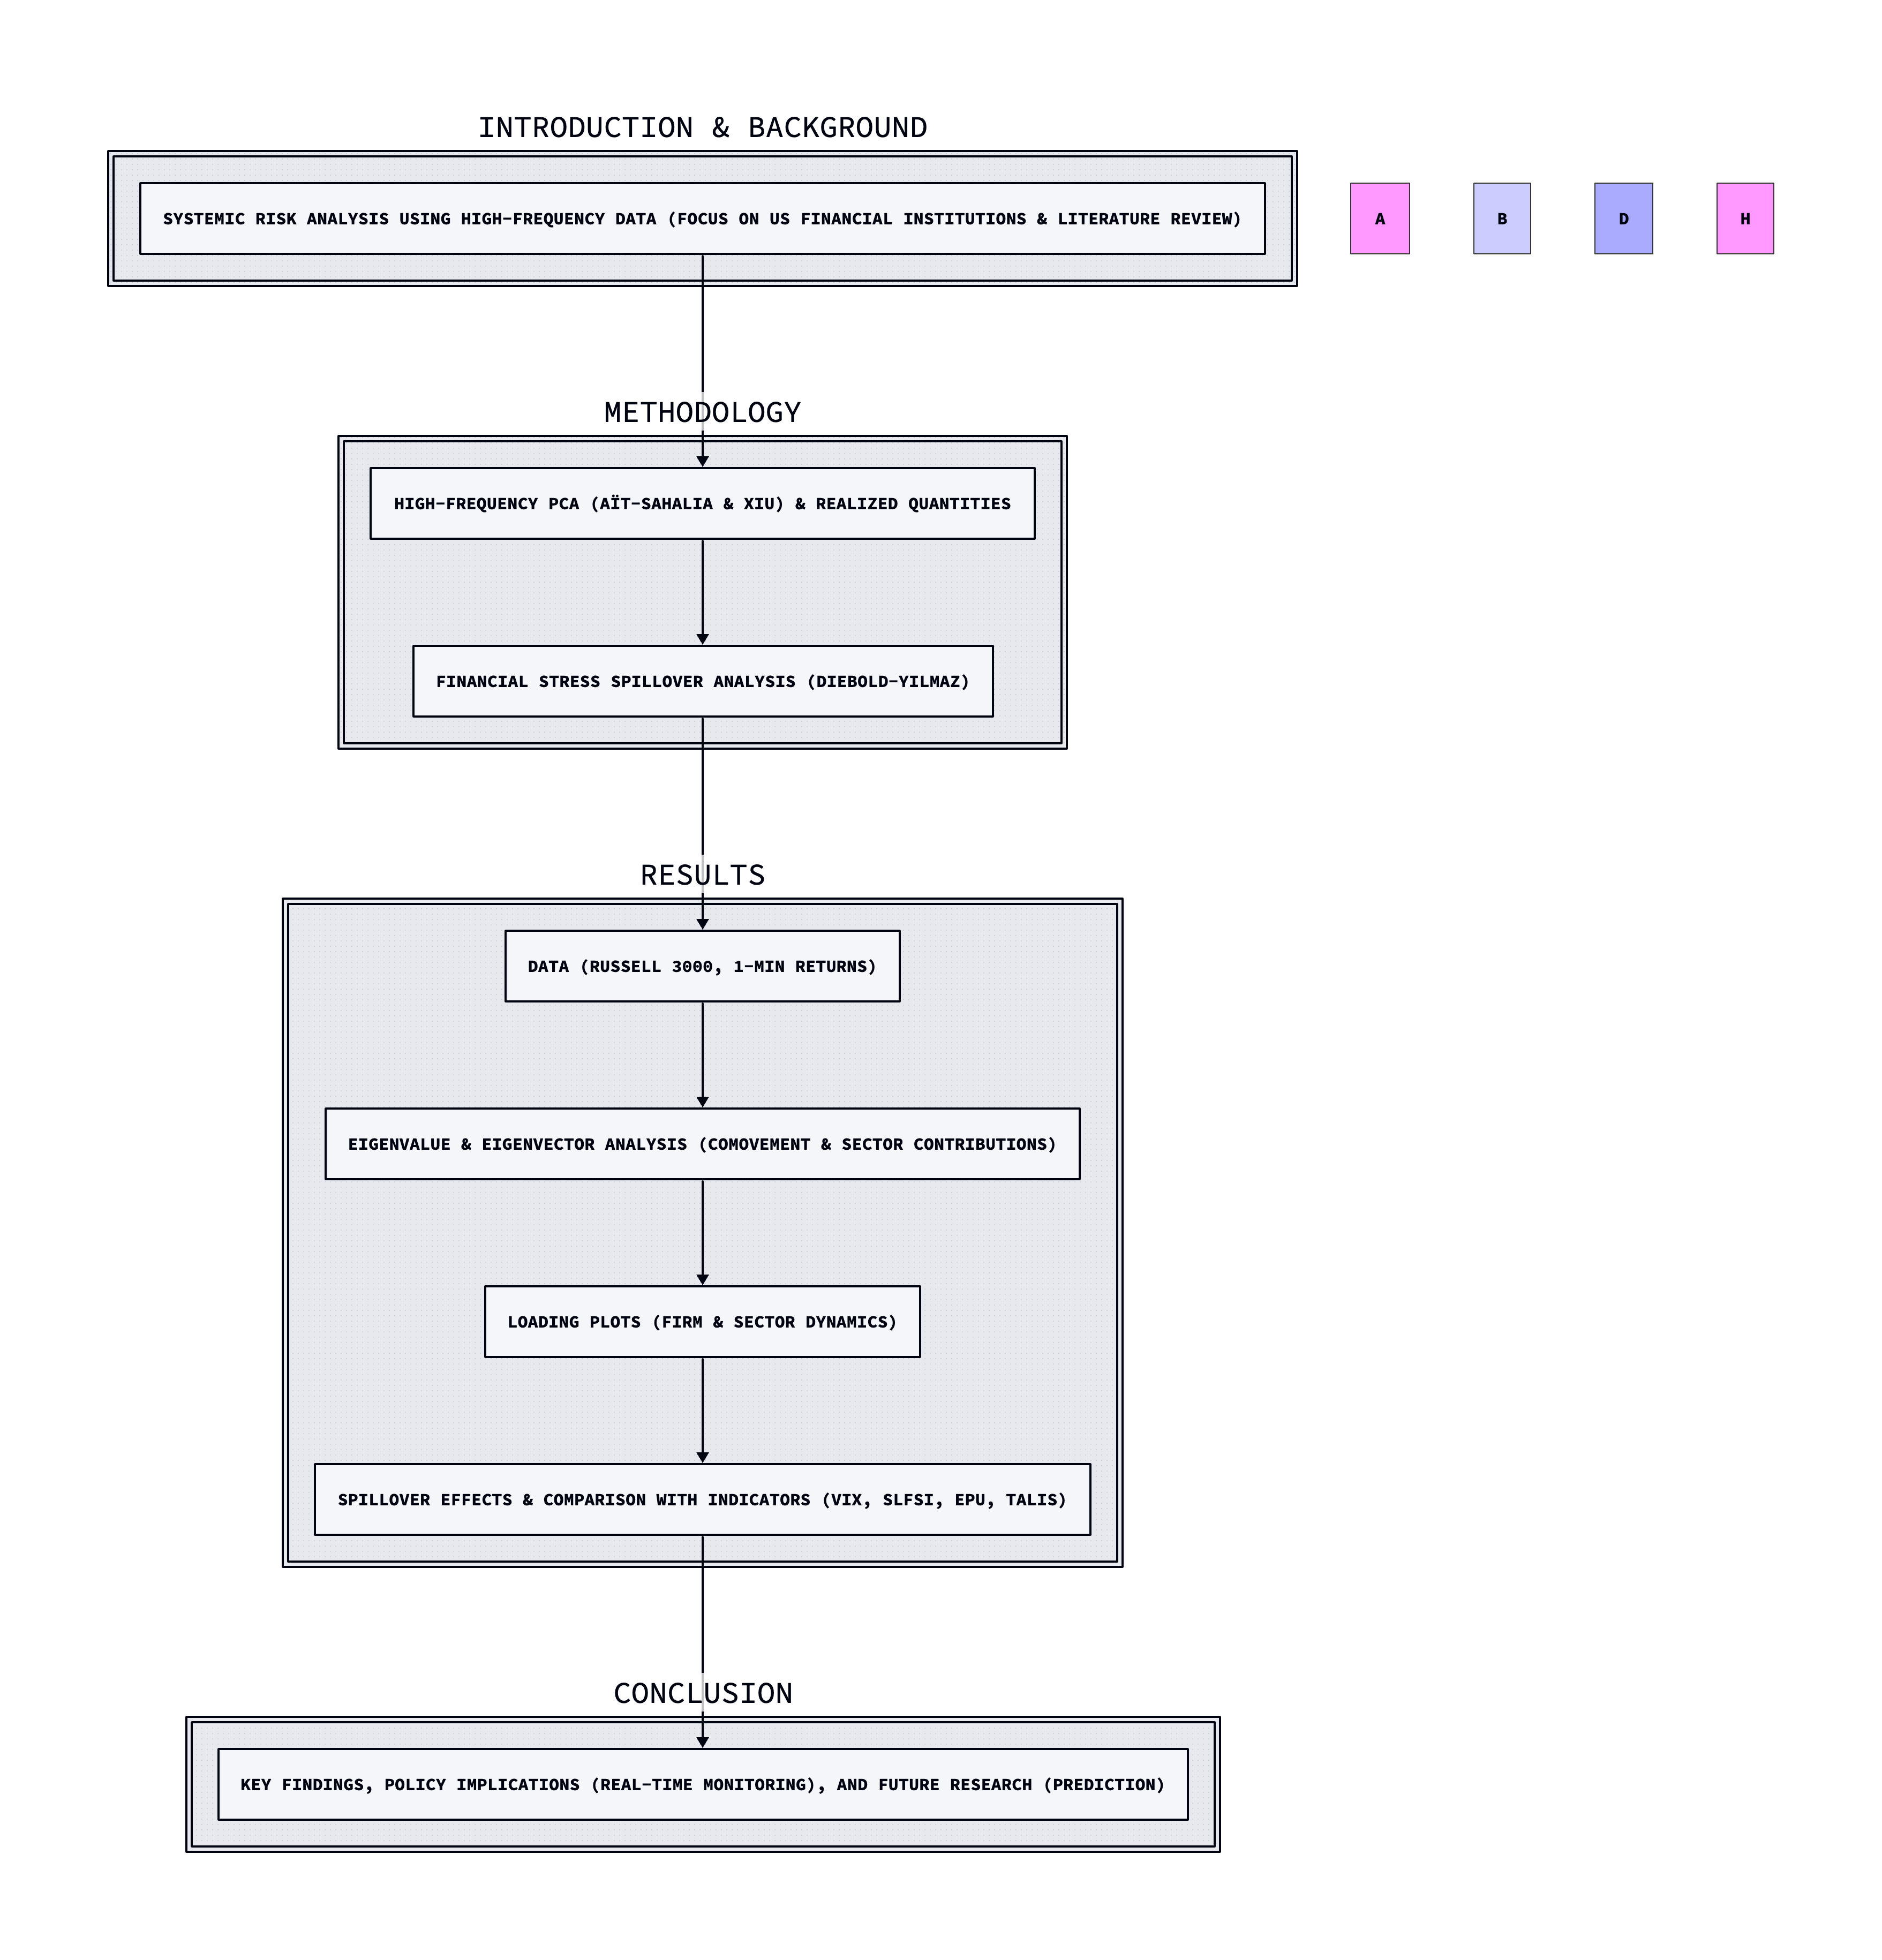 INTRODUCTION & BACKGROUND
SYSTEMIC RISK ANALYSIS USING HIGH-FREQUENCY DATA (FOCUS ON US FINANCIAL INSTITUTIONS & LITERATURE REVIEW)
A
B
D
H
METHODOLOGY
HIGH-FREQUENCY PCA (AÏT-SAHALIA & XIU) & REALIZED QUANTITIES
FINANCIAL STRESS SPILLOVER ANALYSIS (DIEBOLD-YILMAZ)
RESULTS
DATA (RUSSELL 3000, 1-MIN RETURNS)
EIGENVALUE & EIGENVECTOR ANALYSIS (COMOVEMENT & SECTOR CONTRIBUTIONS)
LOADING PLOTS (FIRM & SECTOR DYNAMICS)
SPILLOVER EFFECTS & COMPARISON WITH INDICATORS (VIX, SLFSI, EPU, TALIS)
CONCLUSION
KEY FINDINGS, POLICY IMPLICATIONS (REAL-TIME MONITORING), AND FUTURE RESEARCH (PREDICTION)